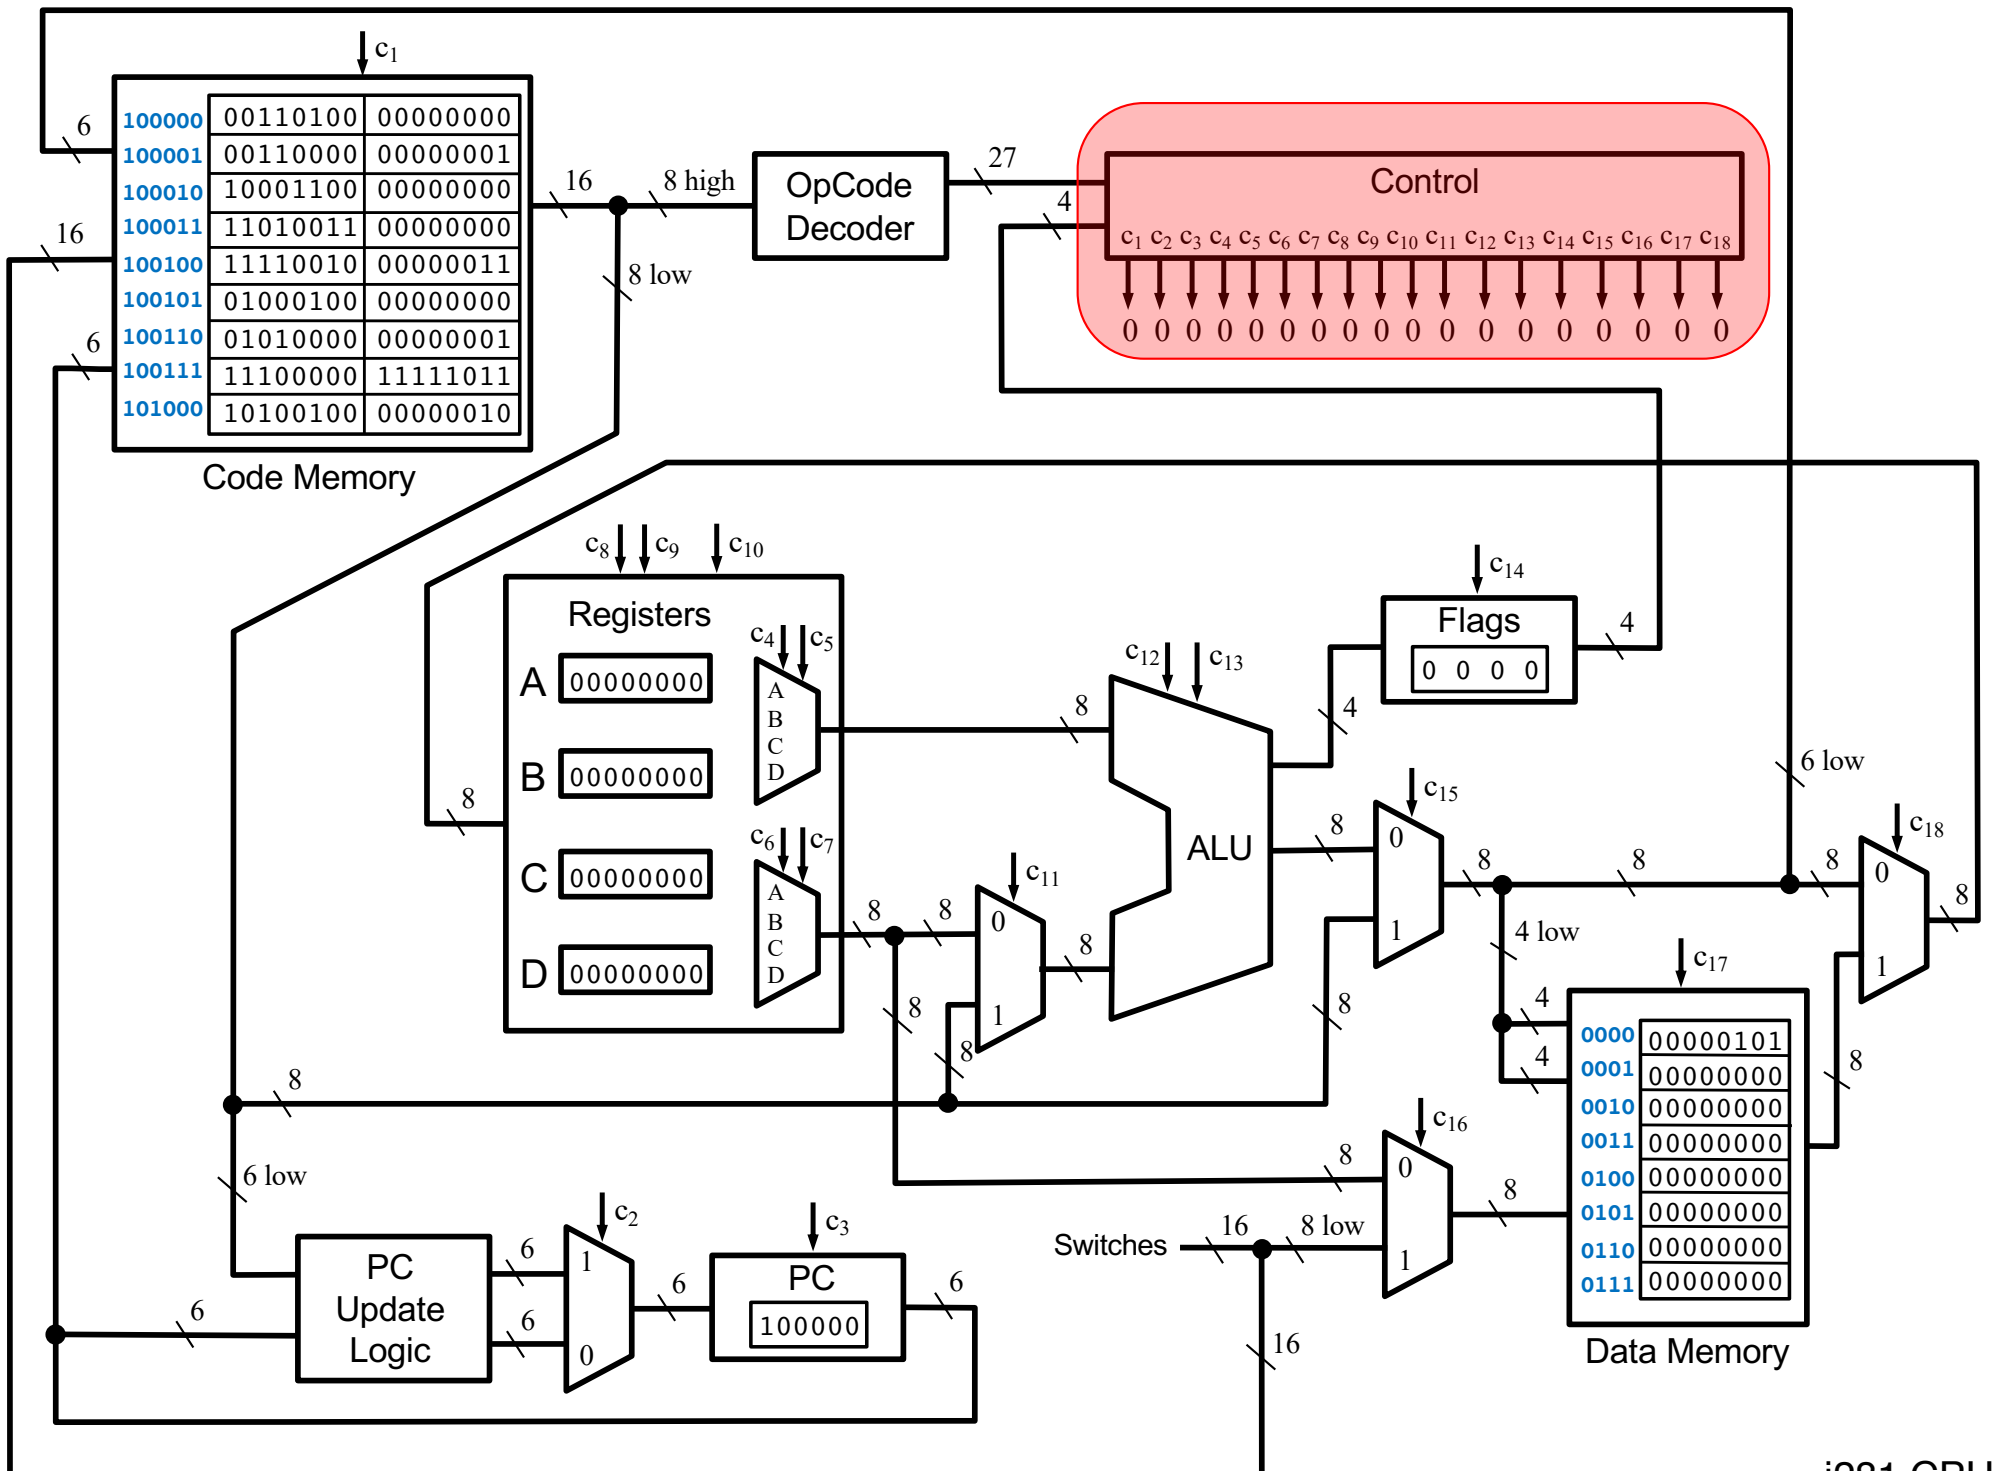 c1
100000 00110100 00000000
100001 00110000 00000001
100010 10001100 00000000
100011 11010011 00000000
100100 11110010 00000011
100101 01000100 00000000
100110 01010000 00000001
100111 11100000 11111011
101000 10100100 00000010
Code Memory
6
16
6
16
8 high
8 low
OpCode
Decoder
27
4
Control
c1 c2 c3 c4 c5 c6 c7 c8 c9 c10 c11 c12 c13 c14 c15 c16 c17 c18
0 0 0 0 0 0 0 0 0 0 0 0 0 0 0 0 0 0
c8 c9 c10
Registers
A 00000000
B 00000000
C 00000000
D 00000000
8
c4 c5
A
B
C
D
c6 c7
A
B
C
D
8
8
8
8
c11
0
1
8
8
c12 c13
ALU
c14
Flags
0 0 0 0
4
4
8
c15
0
1
8
8
8
6 low
8
c18
0
1
8
4 low
4
4
c17
0000 00000101
0001 00000000
0010 00000000
0011 00000000
0100 00000000
0101 00000000
0110 00000000
0111 00000000
Data Memory
8
8
8
c16
0
1
8
Switches
16
8 low
16
8
6 low
6
PC
Update
Logic
6
6
c2
1
0
6
c3
PC
100000
6